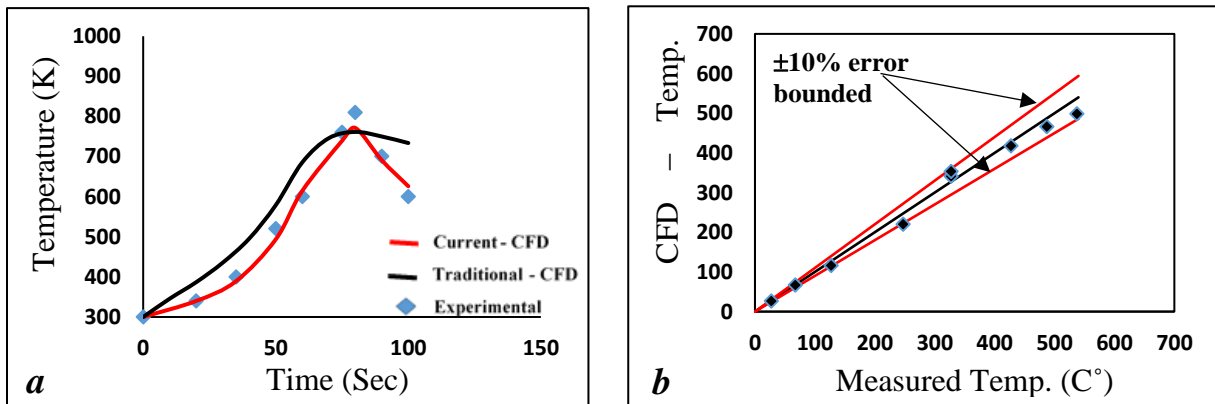 1000
900
800
700
600
500
400
300
0
50
100
150
Temperature (K)
Time (Sec)
Current - CFD
Traditional - CFD
Experimental
a
700
600
500
400
300
200
100
0
0
100
200
300
400
500
600
700
CFD – Temp.
Measured Temp. (C˚)
±10% error
bounded
b